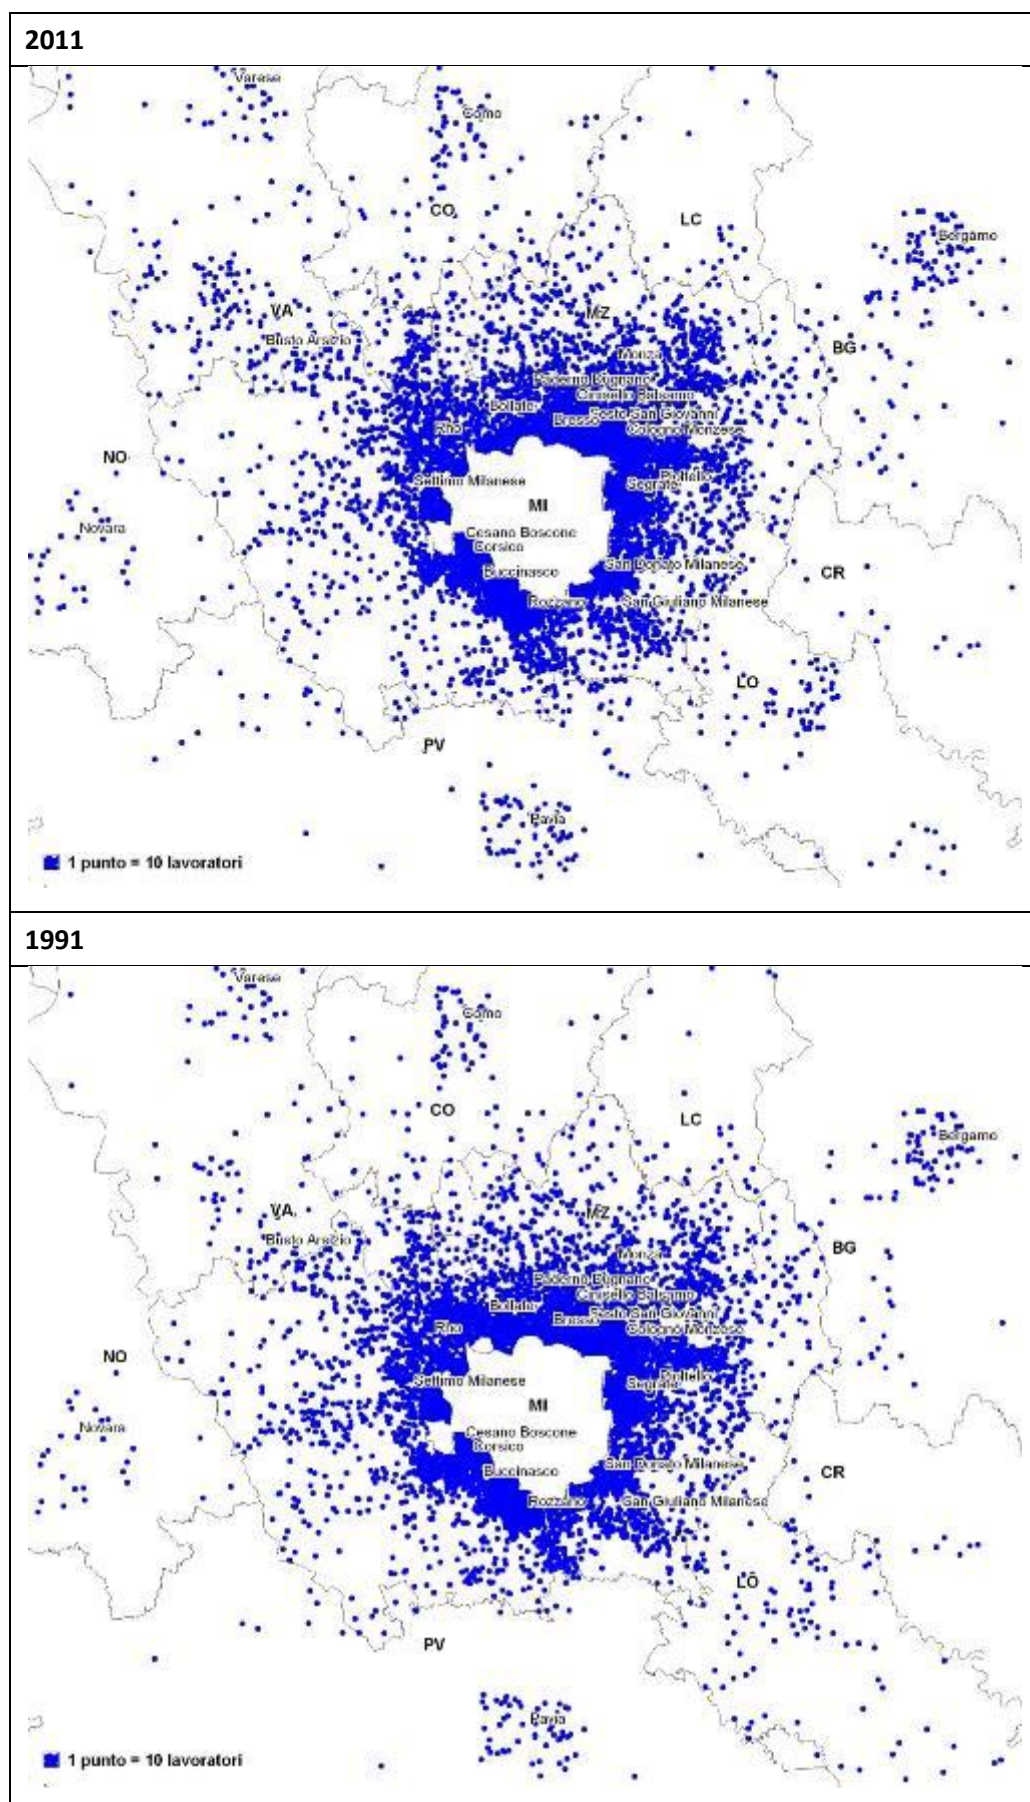 2011
Varese
Como
CO
LC
Bergamo
VA
MZ
Busto Arsizio
Monza
BG
Paderno Dugnano
Cinisello Balsamo
Bollate
Sesto San Giovanni
Bresso
Rho
Cologno Monzese
NO
Settimo Milanese
Pioltello
Segrate
MI
Novara
Cesano Boscone
Corsico
San Donato Milanese
CR
Buccinasco
Rozzano
San Giuliano Milanese
LO
PV
Pavia
1 punto = 10 lavoratori
1991
Varese
Como
CO
LC
Bergamo
VA
MZ
Busto Arsizio
Monza
BG
Paderno Dugnano
Cinisello Balsamo
Bollate
Sesto San Giovanni
Bresso
Rho
Cologno Monzese
NO
Settimo Milanese
Pioltello
Segrate
MI
Novara
Cesano Boscone
Corsico
San Donato Milanese
CR
Buccinasco
Rozzano
San Giuliano Milanese
LO
PV
Pavia
1 punto = 10 lavoratori